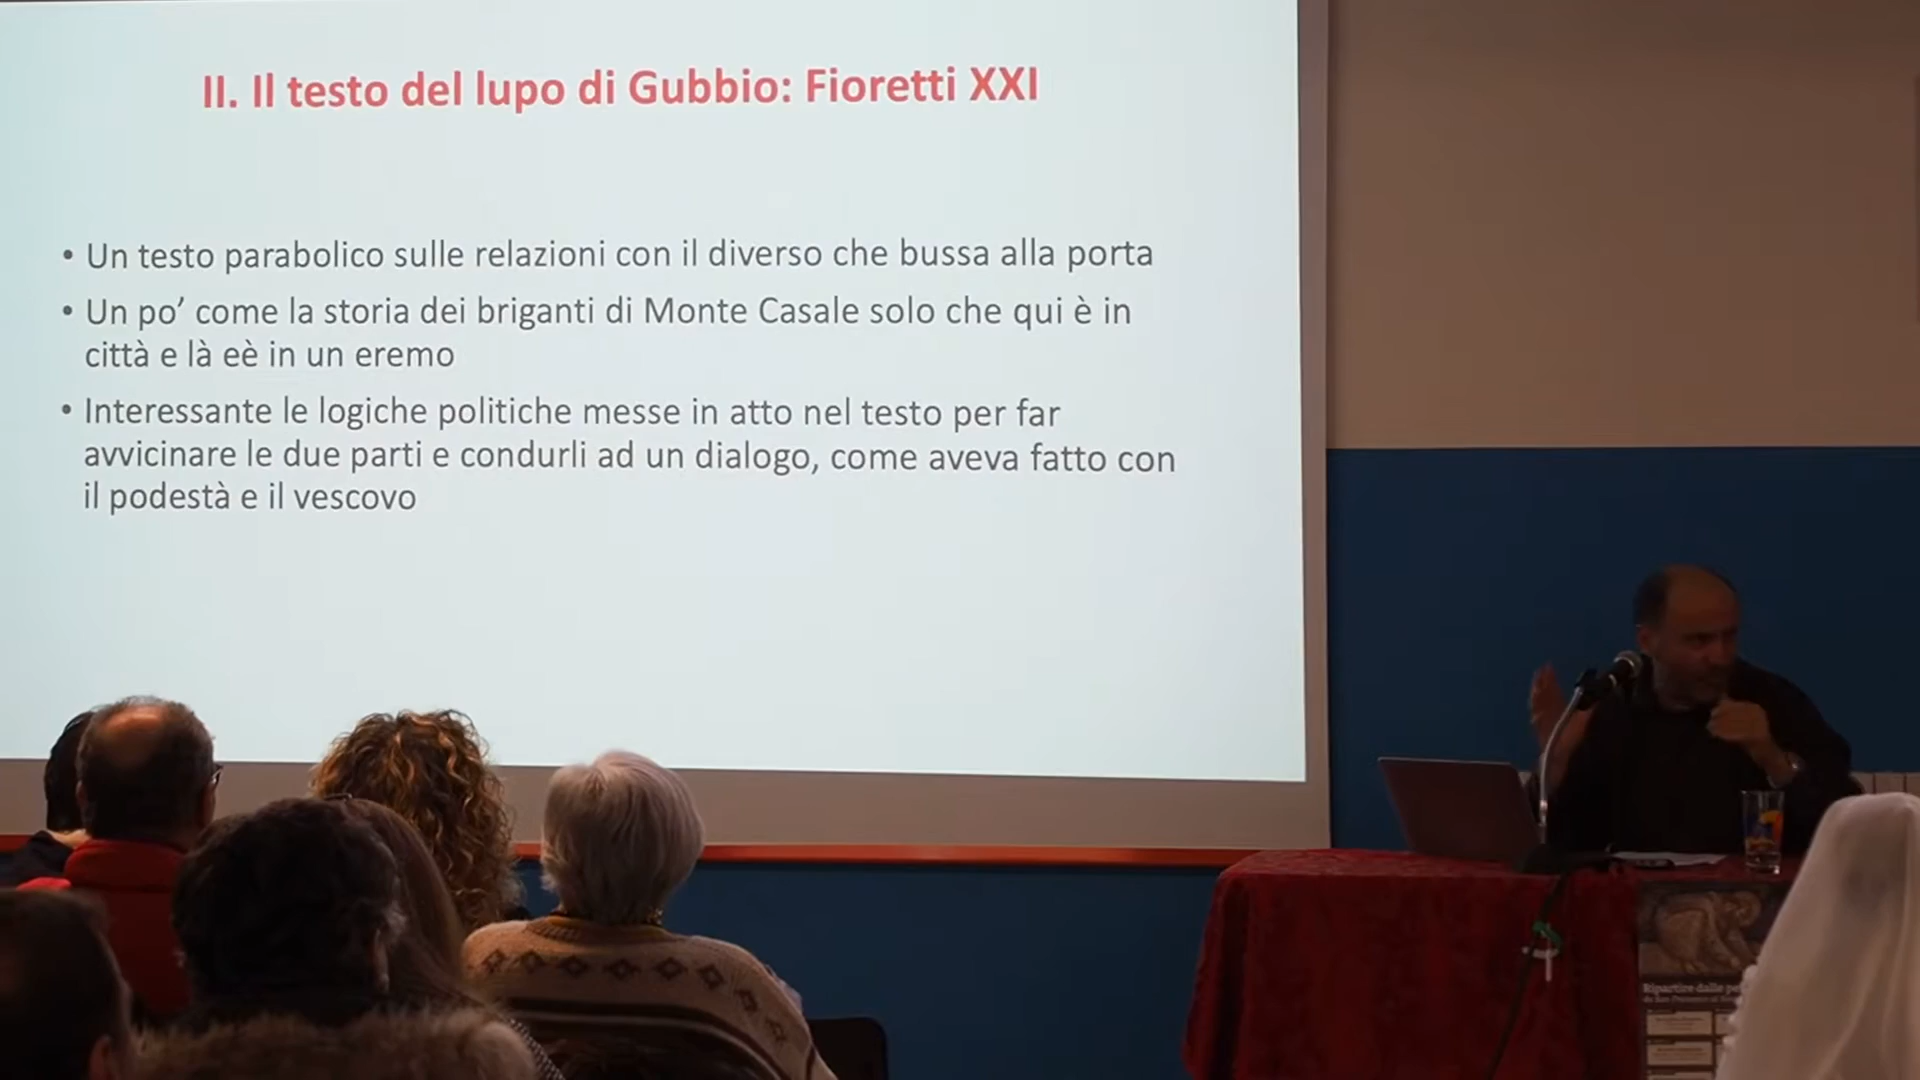 II. Il testo del lupo di Gubbio: Fioretti XXI
• Un testo parabolico sulle relazioni con il diverso che bussa alla porta
• Un po’ come la storia dei briganti di Monte Casale solo che qui è in
città e là eè in un eremo
• Interessante le logiche politiche messe in atto nel testo per far
avvicinare le due parti e condurli ad un dialogo, come aveva fatto con
il podestà e il vescovo
Ripartire dalle